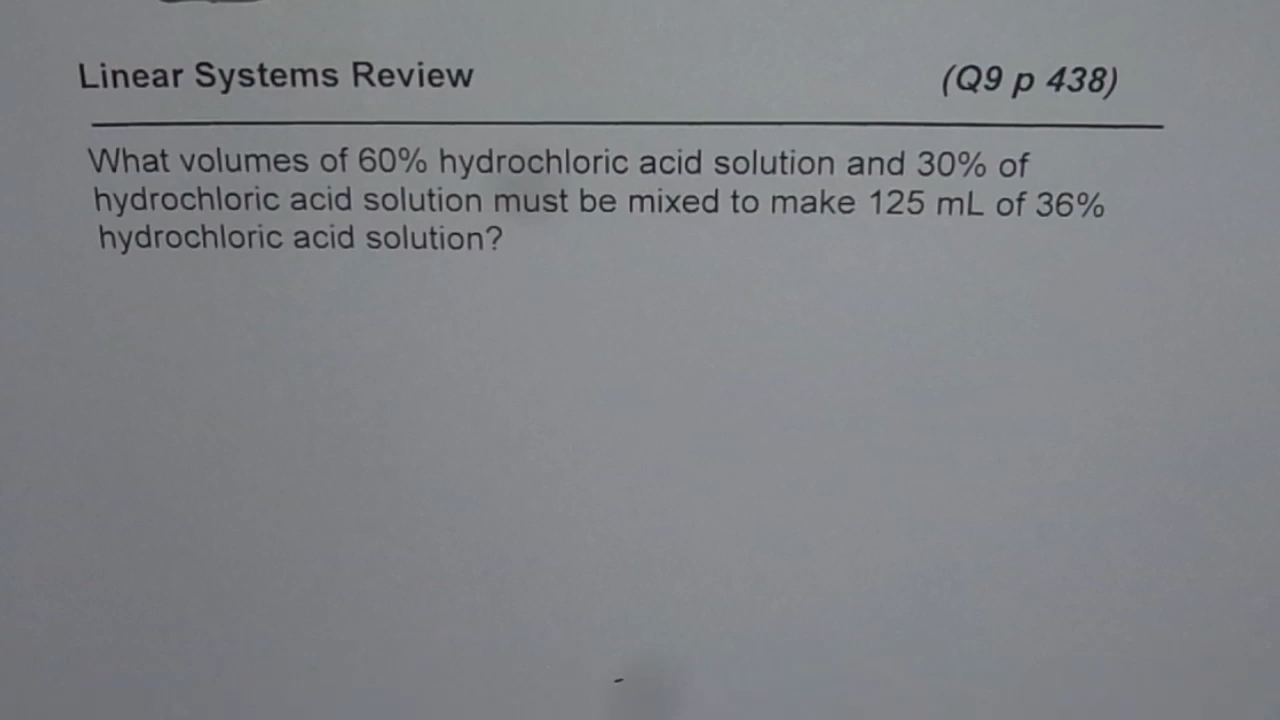 Linear Systems Review (Q9 p 438)
What volumes of 60% hydrochloric acid solution and 30% of
hydrochloric acid solution must be mixed to make 125 mL of 36%
hydrochloric acid solution?